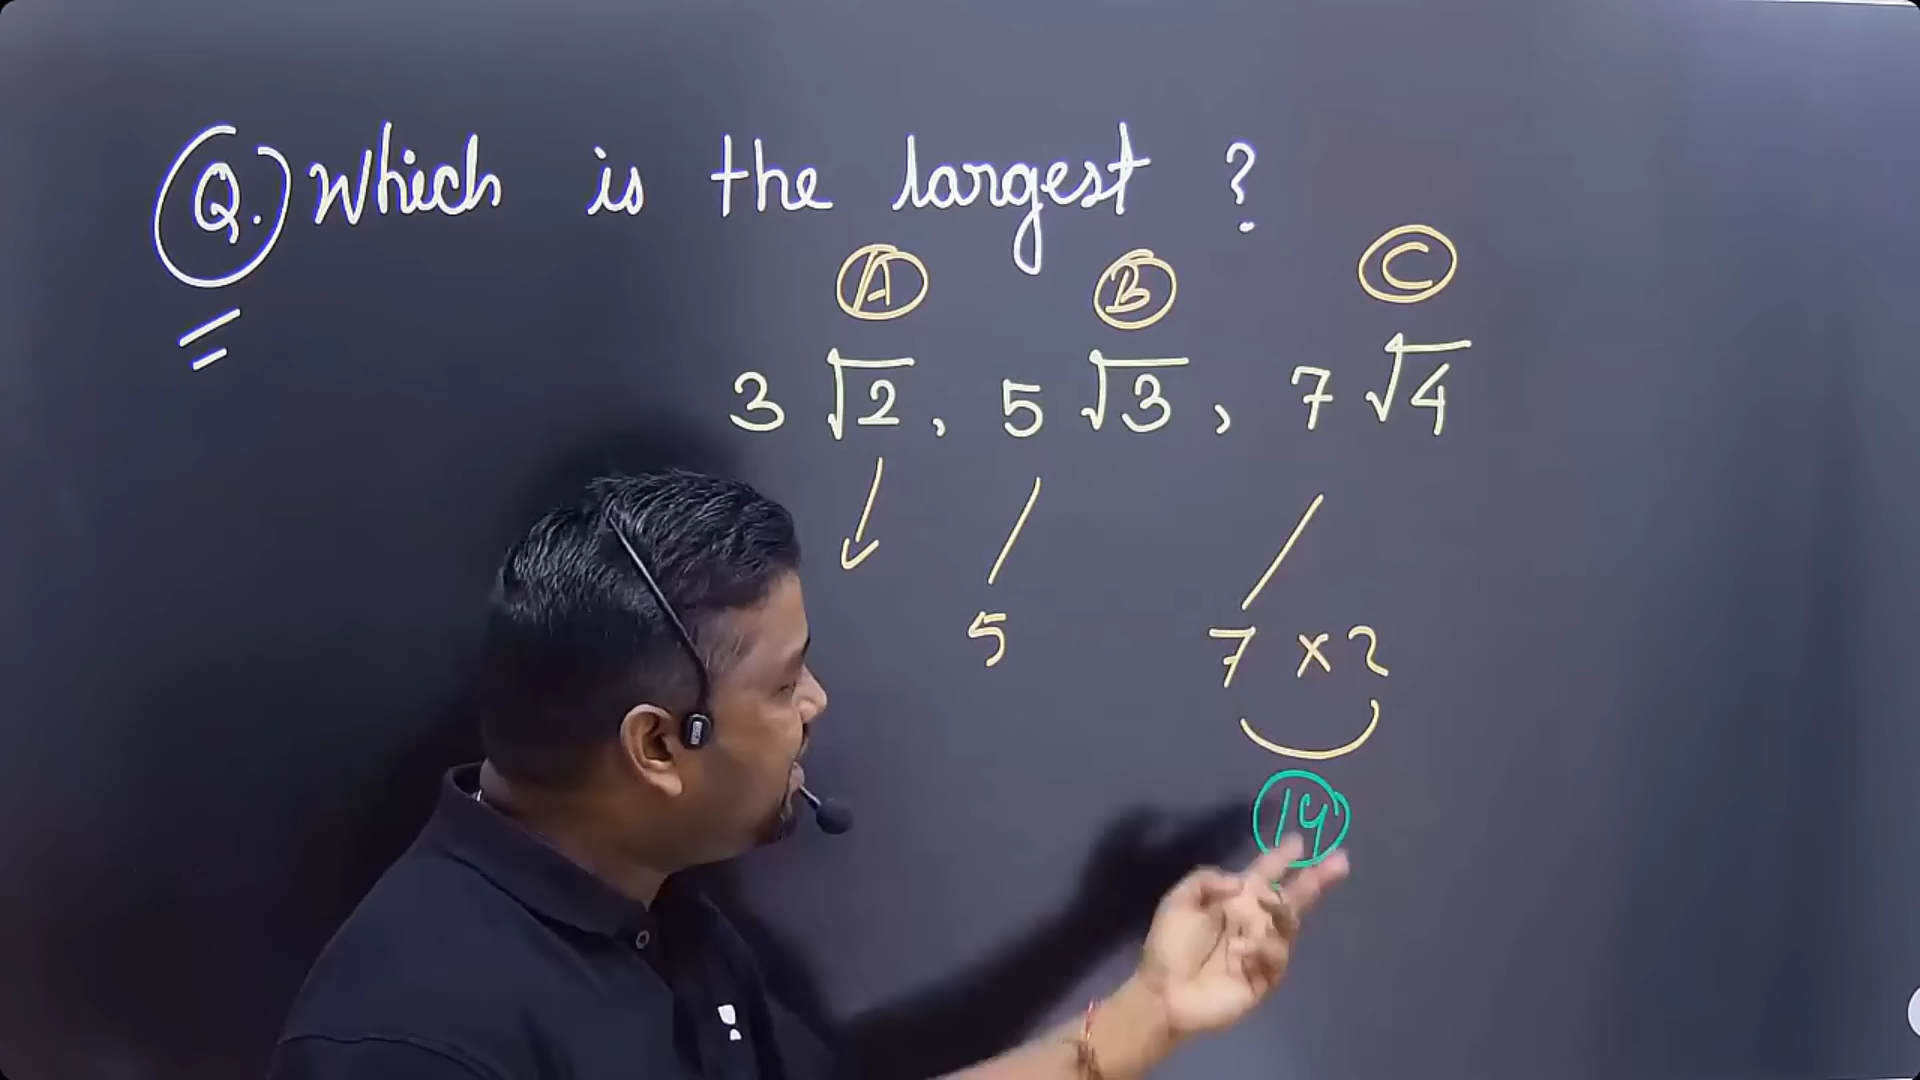 Q. Which is the largest ?
A B C
3 √2, 5 √3, 7 √4
5 7 x 2
14